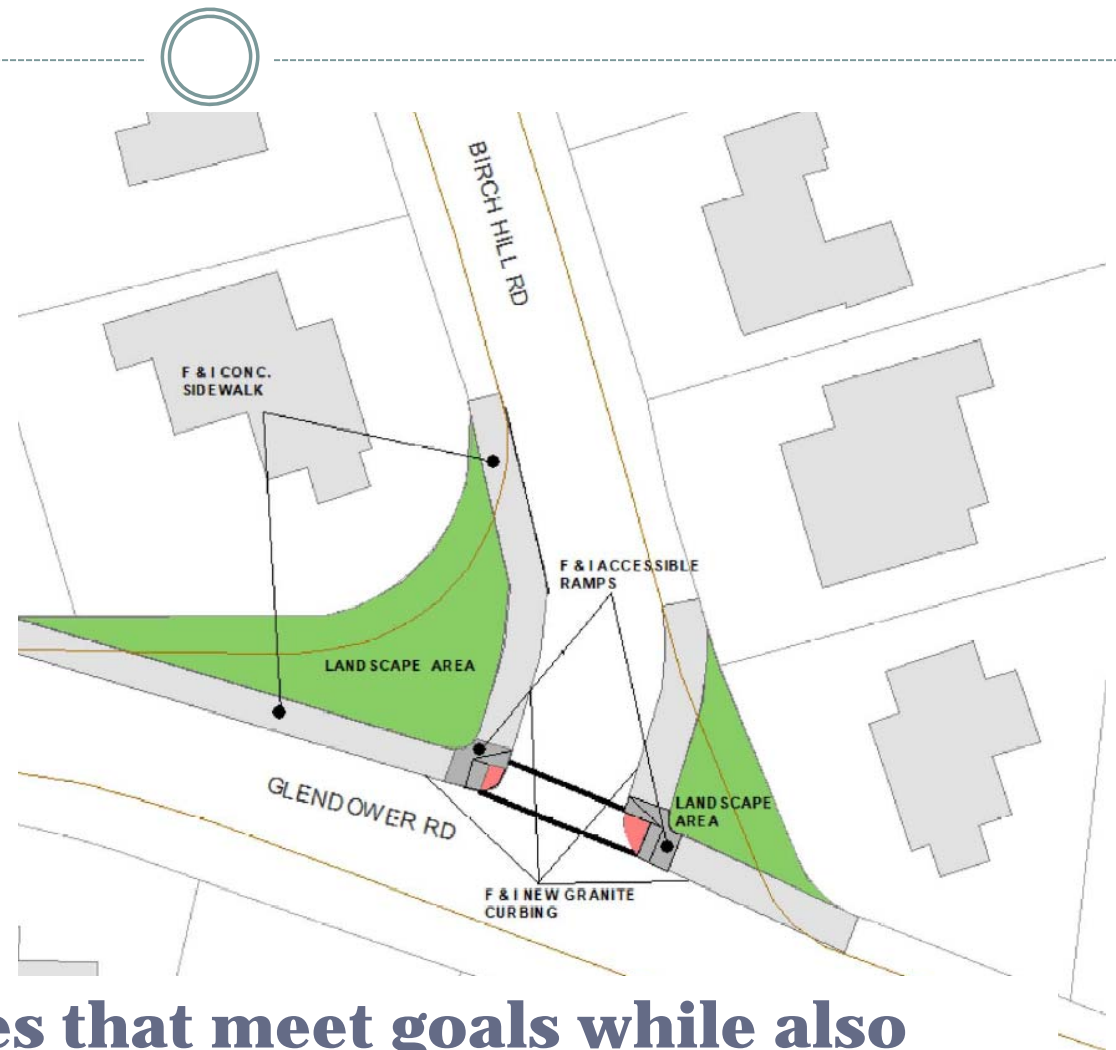 BIRCH HILL RD
F & I CONC.
SIDEWALK
F & I ACCESSIBLE
RAMPS
LANDSCAPE AREA
GLENDOWER RD
LANDSCAPE
AREA
F & I NEW GRANITE
CURBING
that meet goals while also